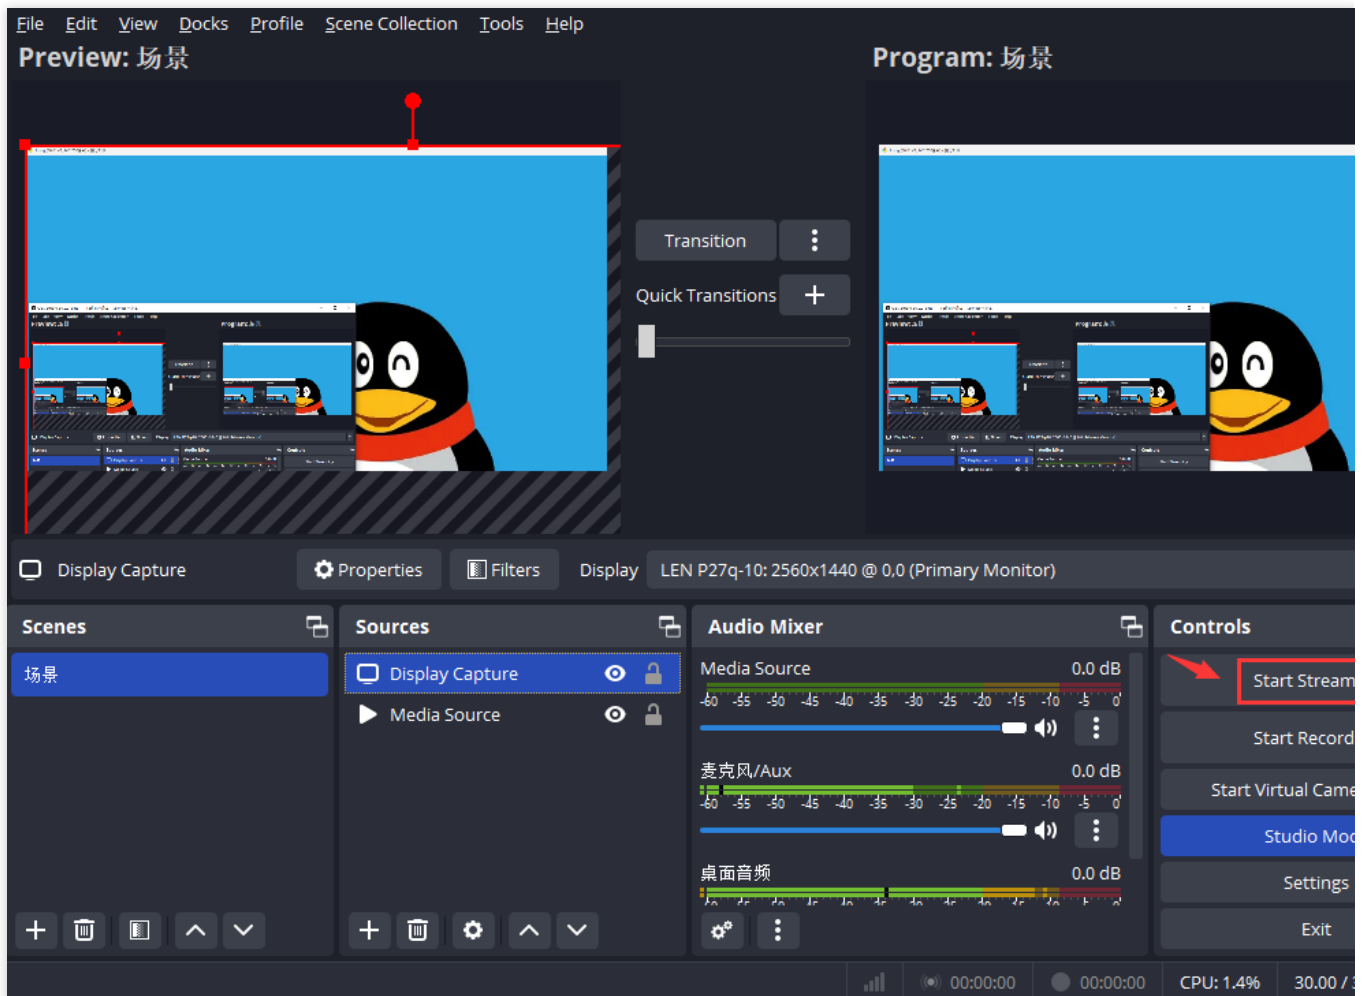 File Edit View Docks Profile Scene Collection Tools Help
Preview: 场景
Program: 场景
Transition
Quick Transitions
Display Capture
Properties
Filters
Display
LEN P27q-10: 2560x1440 @ 0,0 (Primary Monitor)
Scenes
场景
Sources
Display Capture
Media Source
Audio Mixer
Media Source 0.0 dB
-60 -55 -50 -45 -40 -35 -30 -25 -20 -15 -10 -5 0
麦克风/Aux 0.0 dB
-60 -55 -50 -45 -40 -35 -30 -25 -20 -15 -10 -5 0
桌面音频 0.0 dB
Controls
Start Stream
Start Record
Start Virtual Came
Studio Mod
Settings
Exit
00:00:00
00:00:00
CPU: 1.4%
30.00 /